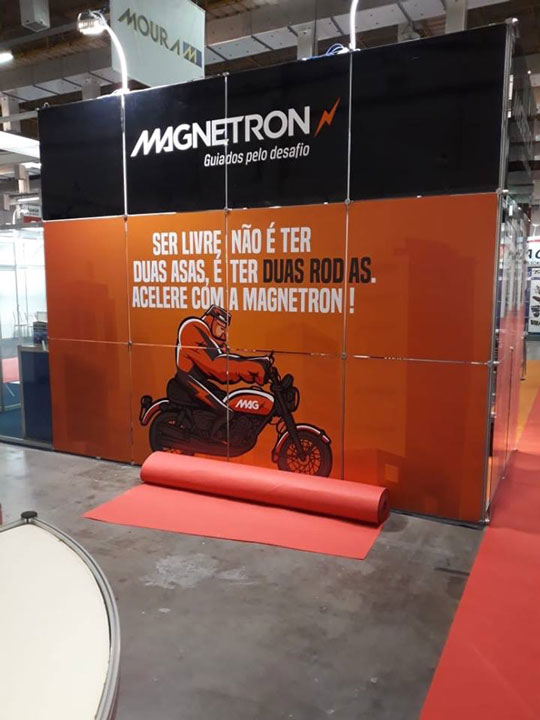 MOURA
MAGNETRON
Guiados pelo desafio
SER LIVRE NÃO É TER
DUAS ASAS, É TER DUAS RODAS.
ACELERE COM A MAGNETRON!
MAG